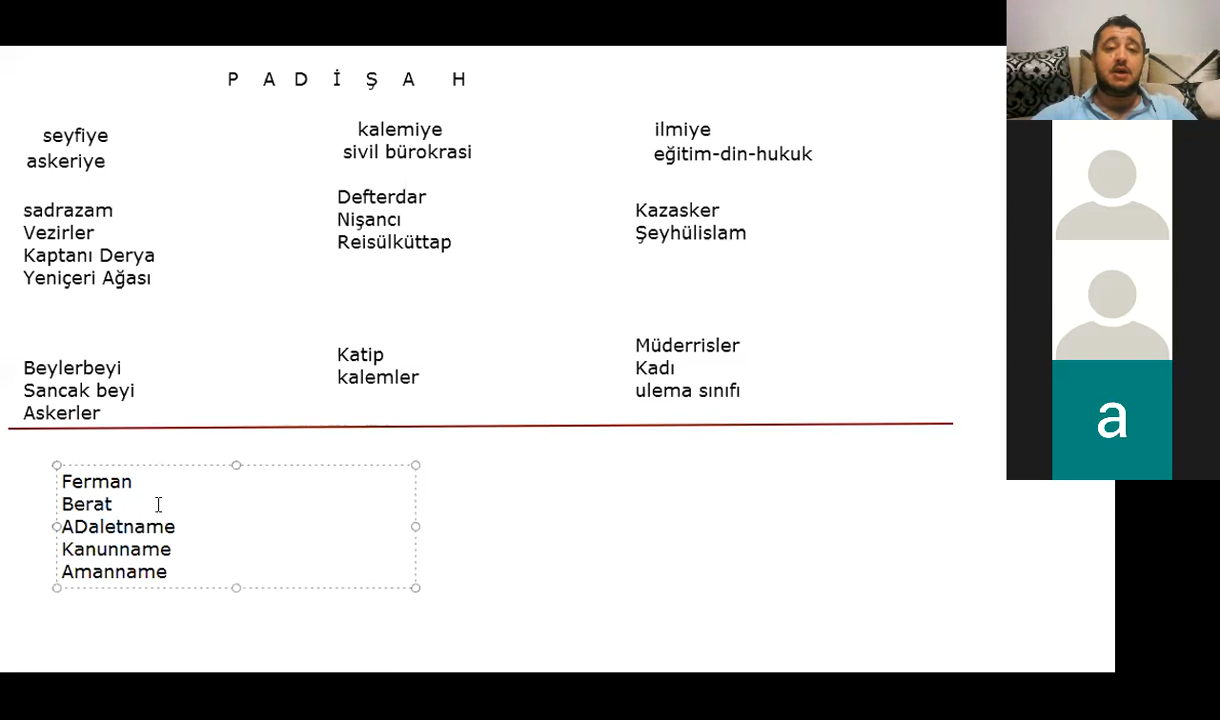 P A D İ Ş A H
seyfiye
askeriye
sadrazam
Vezirler
Kaptanı Derya
Yeniçeri Ağası
Beylerbeyi
Sancak beyi
Askerler
kalemiye
sivil bürokrasi
Defterdar
Nişancı
Reisülküttap
Katip
kalemler
ilmiye
eğitim-din-hukuk
Kazasker
Şeyhülislam
Müderrisler
Kadı
ulema sınıfı
Ferman
Berat
ADaletname
Kanunname
Amanname
a